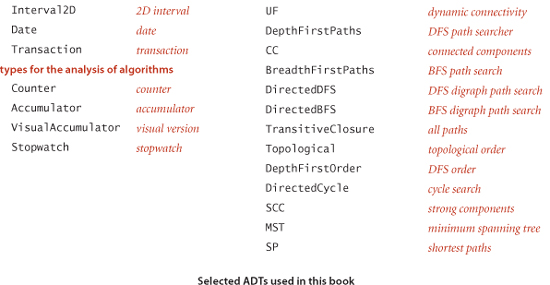 Interval2D 2D interval
Date date
Transaction transaction
types for the analysis of algorithms
Counter counter
Accumulator accumulator
VisualAccumulator visual version
Stopwatch stopwatch
UF dynamic connectivity
DepthFirstPaths DFS path searcher
CC connected components
BreadthFirstPaths BFS path search
DirectedDFS DFS digraph path search
DirectedBFS BFS digraph path search
TransitiveClosure all paths
Topological topological order
DepthFirstOrder DFS order
DirectedCycle cycle search
SCC strong components
MST minimum spanning tree
SP shortest paths
Selected ADTs used in this book